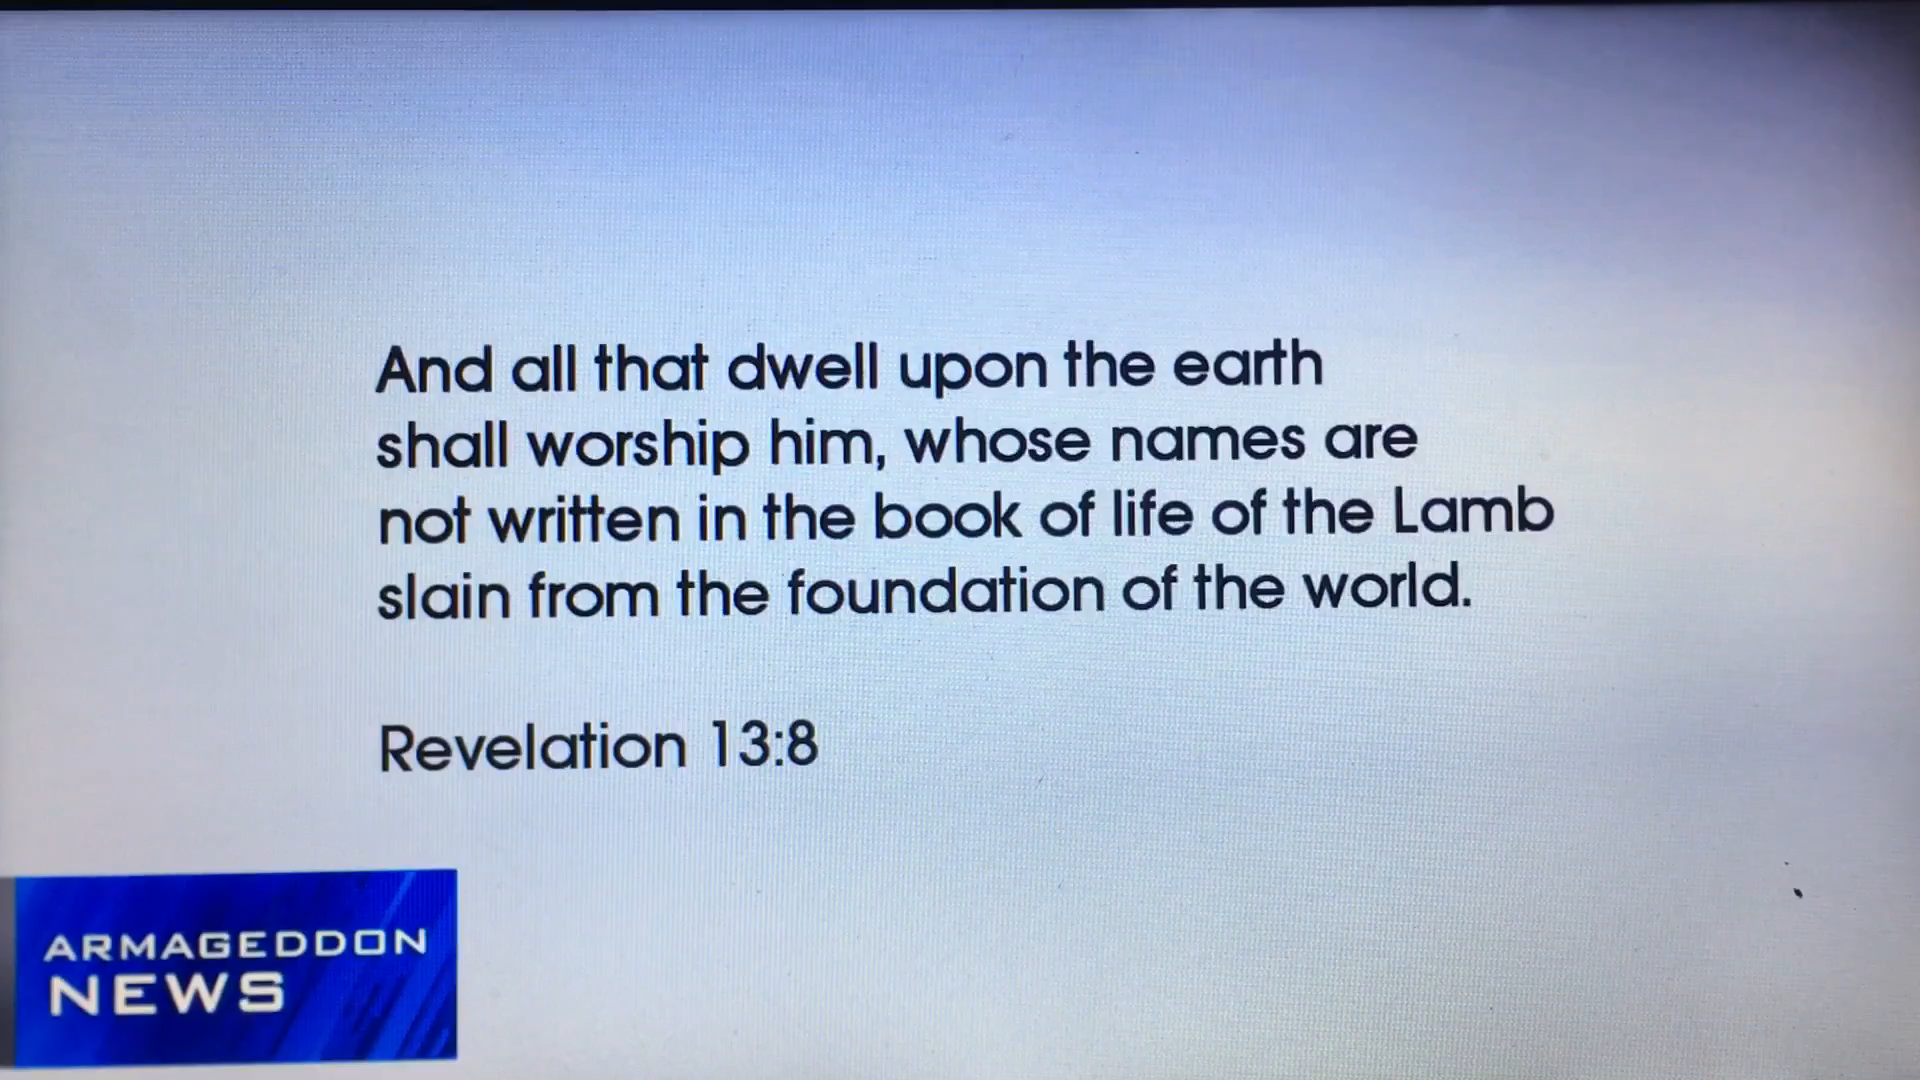 And all that dwell upon the earth
shall worship him, whose names are
not written in the book of life of the Lamb
slain from the foundation of the world.
Revelation 13:8
ARMAGEDDON
NEWS